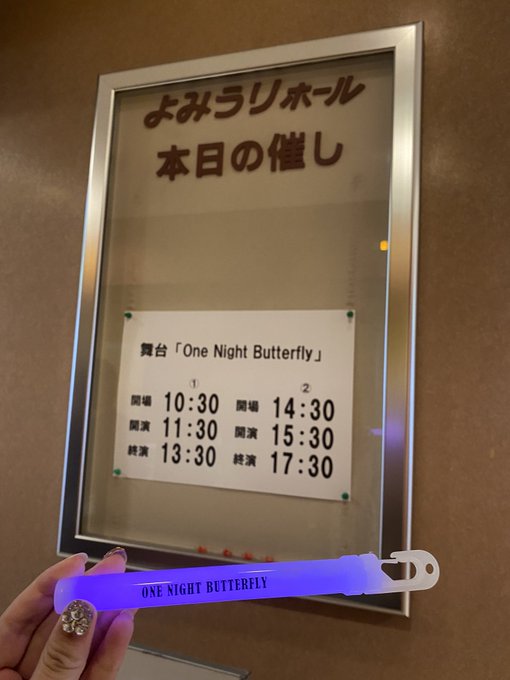 よみうりホール
本日の催し
舞台「One Night Butterfly」
① ②
開場 10:30 開場 14:30
開演 11:30 開演 15:30
終演 13:30 終演 17:30
ONE NIGHT BUTTERFLY